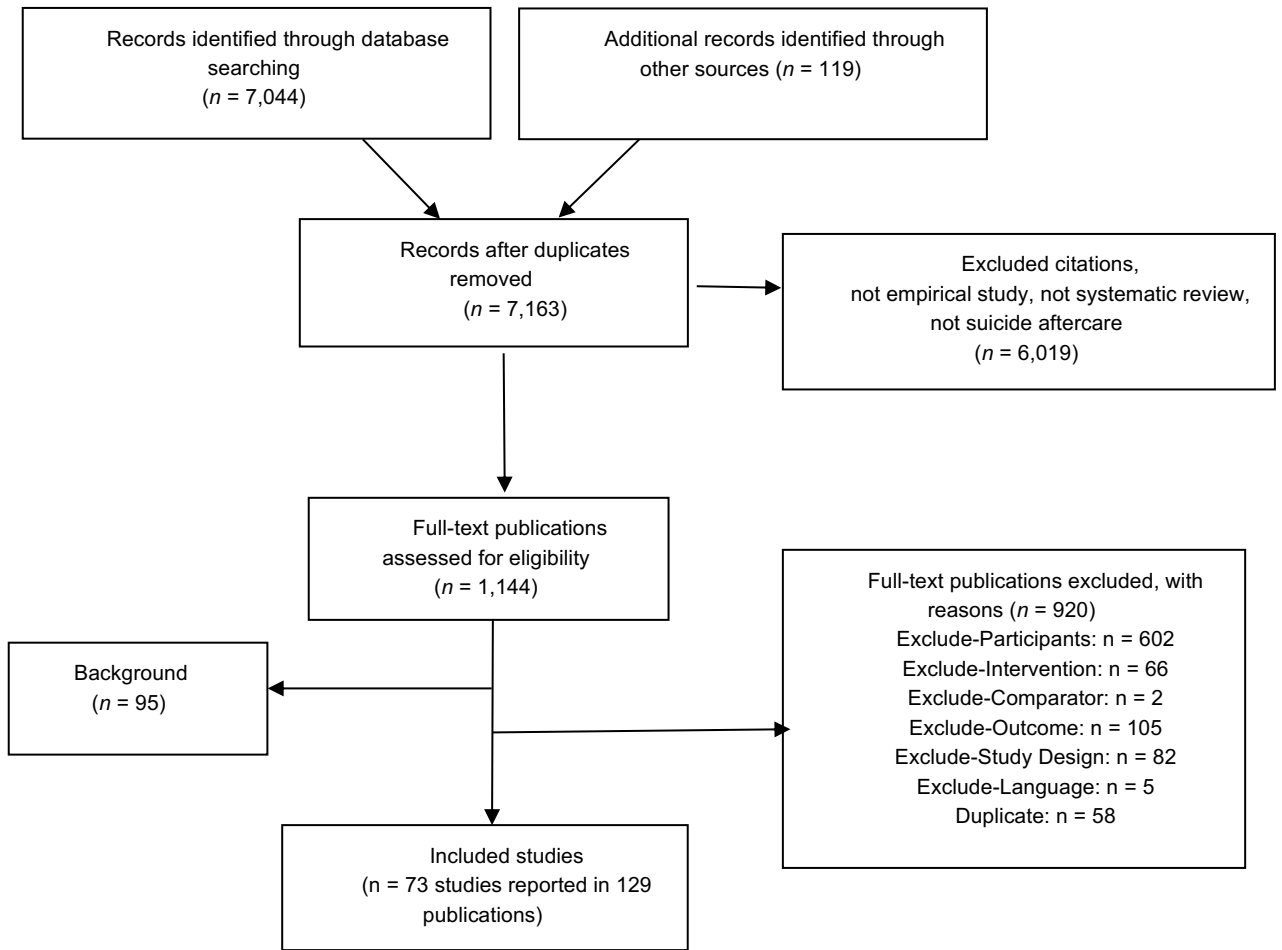 Records identified through database
searching
(n = 7,044)
Additional records identified through
other sources (n = 119)
Records after duplicates
removed
(n = 7,163)
Excluded citations,
not empirical study, not systematic review,
not suicide aftercare
(n = 6,019)
Full-text publications
assessed for eligibility
(n = 1,144)
Background
(n = 95)
Full-text publications excluded, with
reasons (n = 920)
Exclude-Participants: n = 602
Exclude-Intervention: n = 66
Exclude-Comparator: n = 2
Exclude-Outcome: n = 105
Exclude-Study Design: n = 82
Exclude-Language: n = 5
Duplicate: n = 58
Included studies
(n = 73 studies reported in 129
publications)